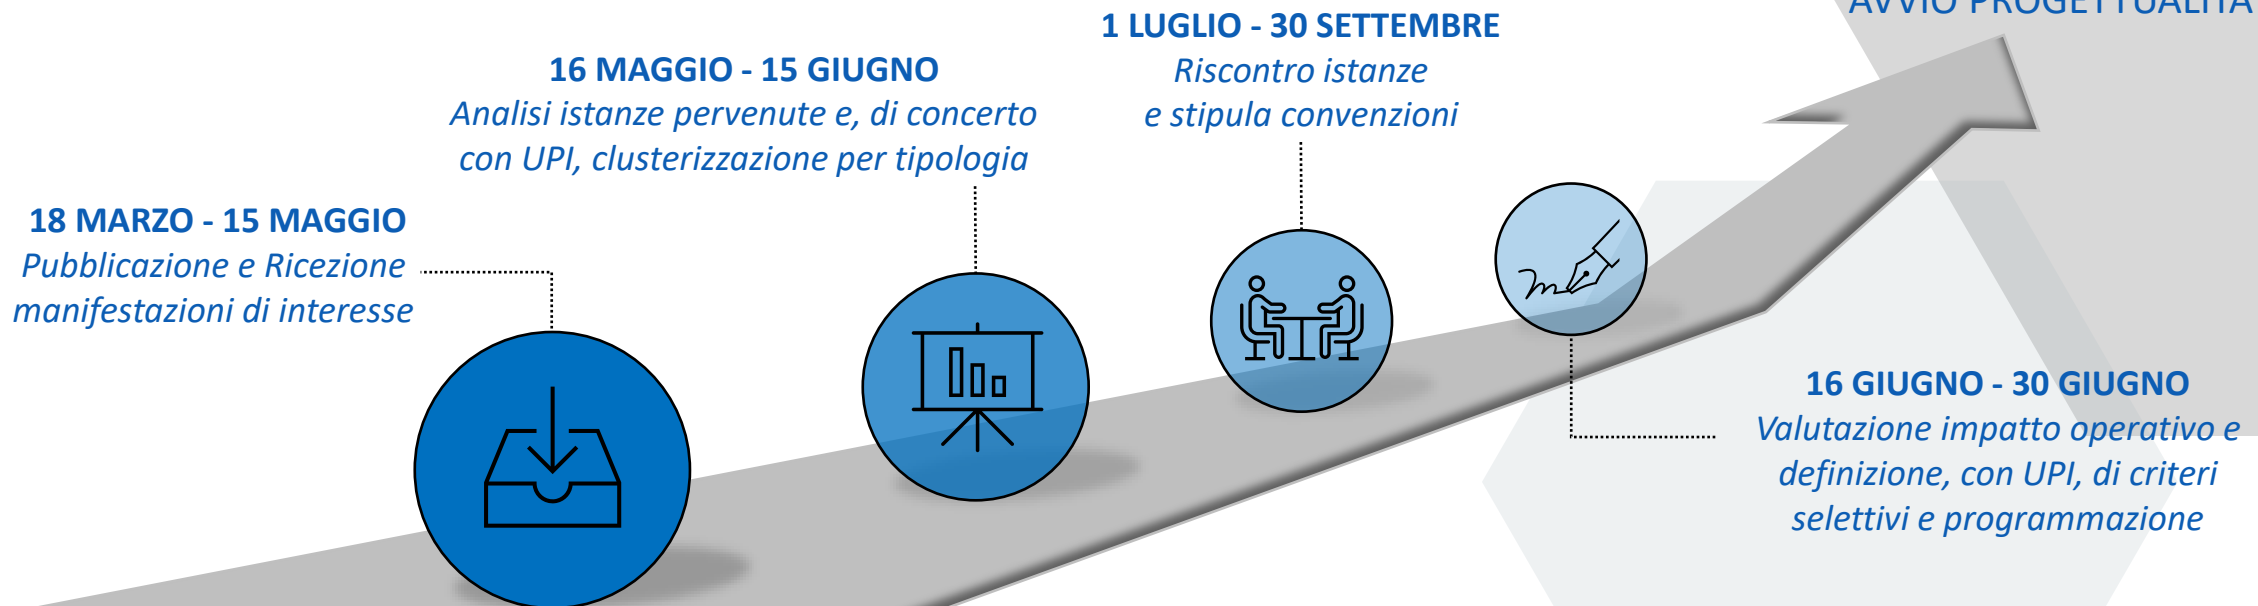 AVVIO PROGETTUALITÀ
1 LUGLIO - 30 SETTEMBRE
Riscontro istanze
e stipula convenzioni
16 MAGGIO - 15 GIUGNO
Analisi istanze pervenute e, di concerto
con UPI, clusterizzazione per tipologia
18 MARZO - 15 MAGGIO
Pubblicazione e Ricezione
manifestazioni di interesse
16 GIUGNO - 30 GIUGNO
Valutazione impatto operativo e
definizione, con UPI, di criteri
selettivi e programmazione